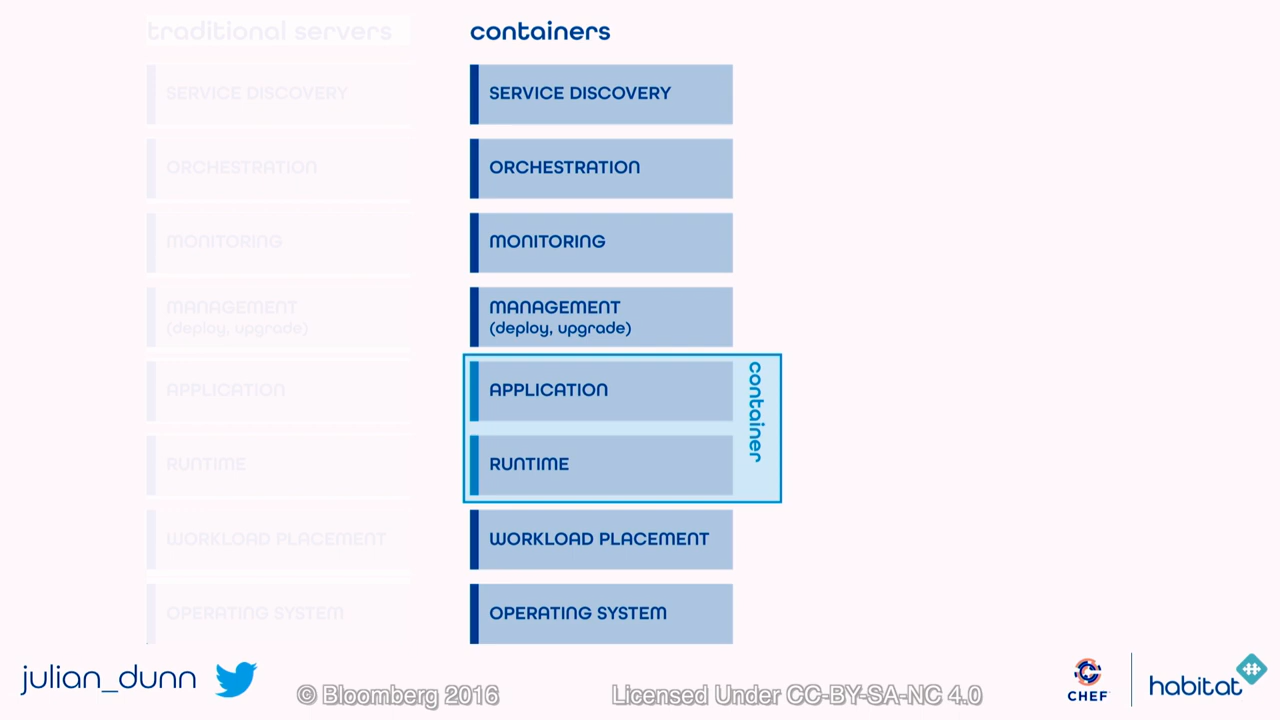 traditional servers
SERVICE DISCOVERY
ORCHESTRATION
MONITORING
MANAGEMENT
(deploy, upgrade)
APPLICATION
RUNTIME
WORKLOAD PLACEMENT
OPERATING SYSTEM
containers
SERVICE DISCOVERY
ORCHESTRATION
MONITORING
MANAGEMENT
(deploy, upgrade)
APPLICATION
RUNTIME
container
WORKLOAD PLACEMENT
OPERATING SYSTEM
julian_dunn
© Bloomberg 2016
Licensed Under CC-BY-SA-NC 4.0
CHEF
habitat